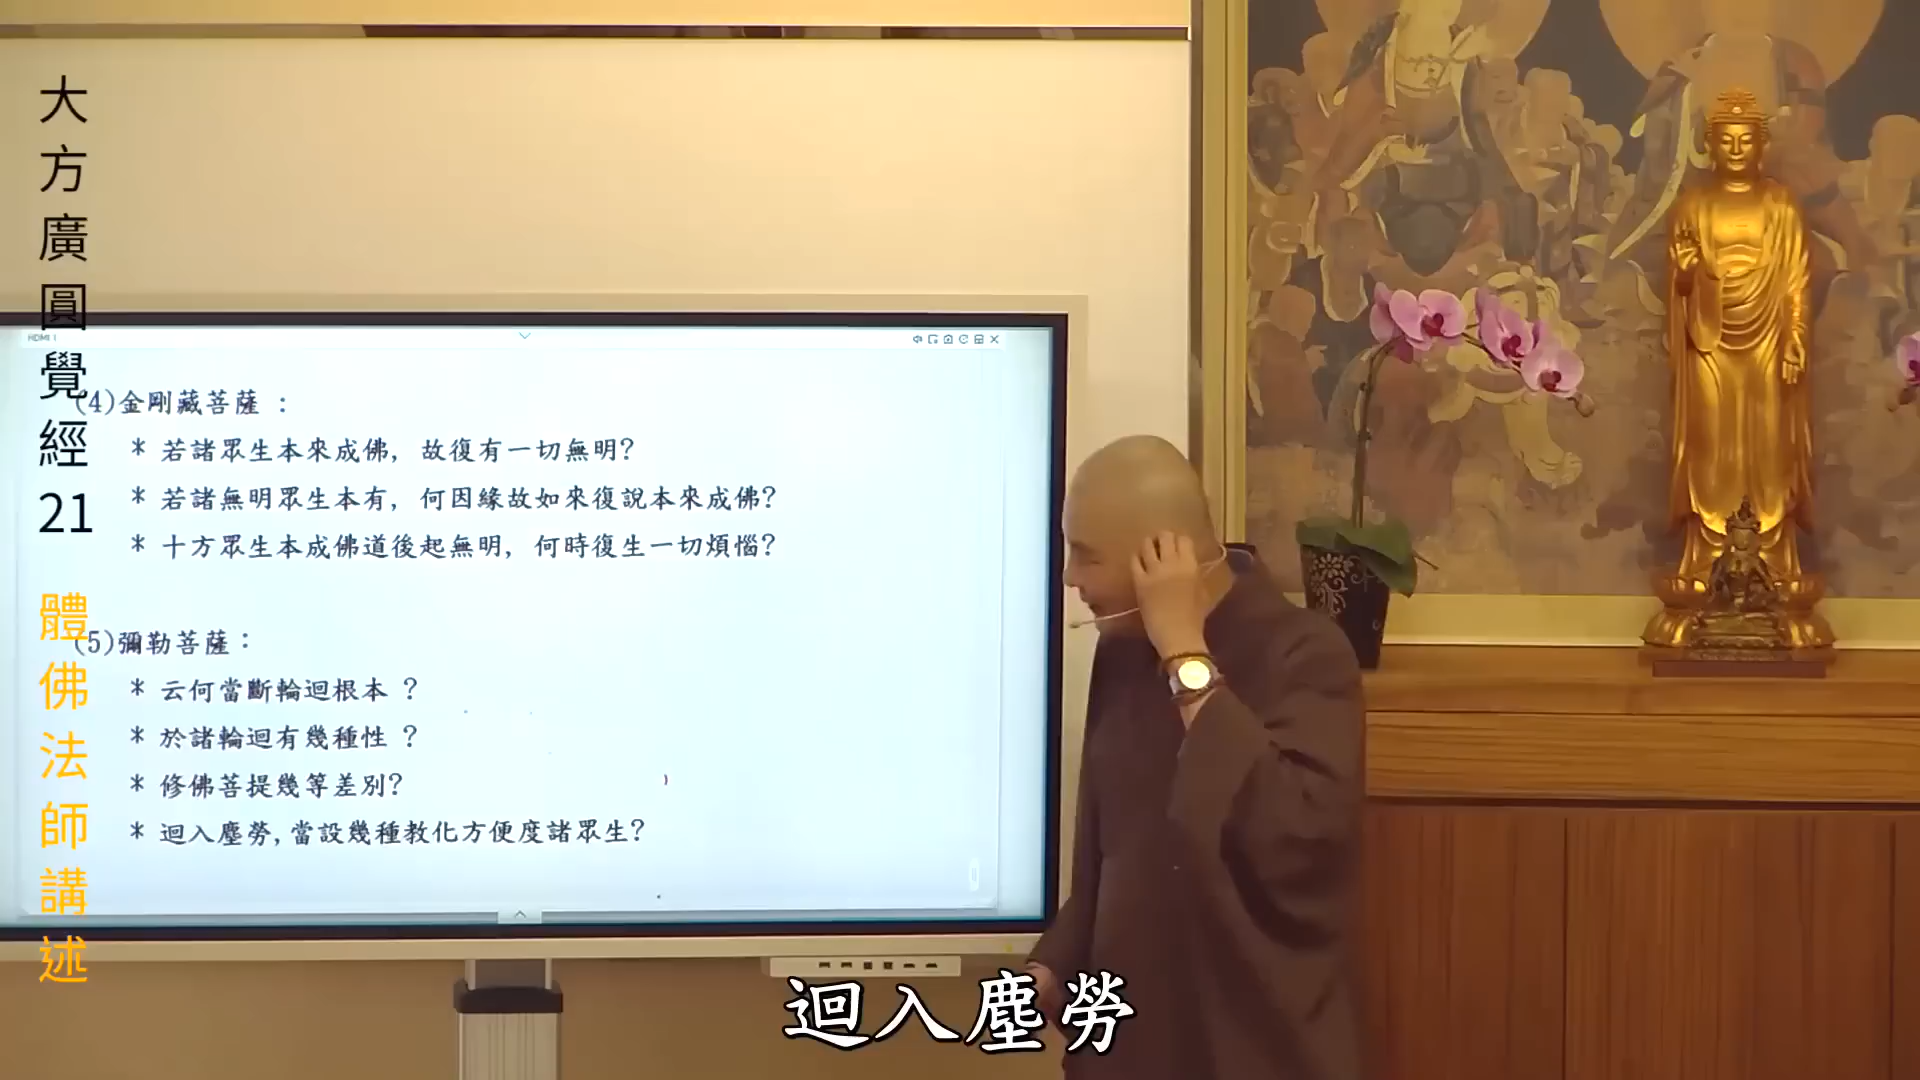 大方廣圓覺經21
體佛法師講述
HDMI 1
(4)金剛藏菩薩 :
* 若諸眾生本來成佛, 故復有一切無明?
* 若諸無明眾生本有, 何因緣故如來復說本來成佛?
* 十方眾生本成佛道後起無明, 何時復生一切煩惱?
(5)彌勒菩薩:
* 云何當斷輪迴根本 ?
* 於諸輪迴有幾種性 ?
* 修佛菩提幾等差別?
* 迴入塵勞,當設幾種教化方便度諸眾生?
迴入塵勞